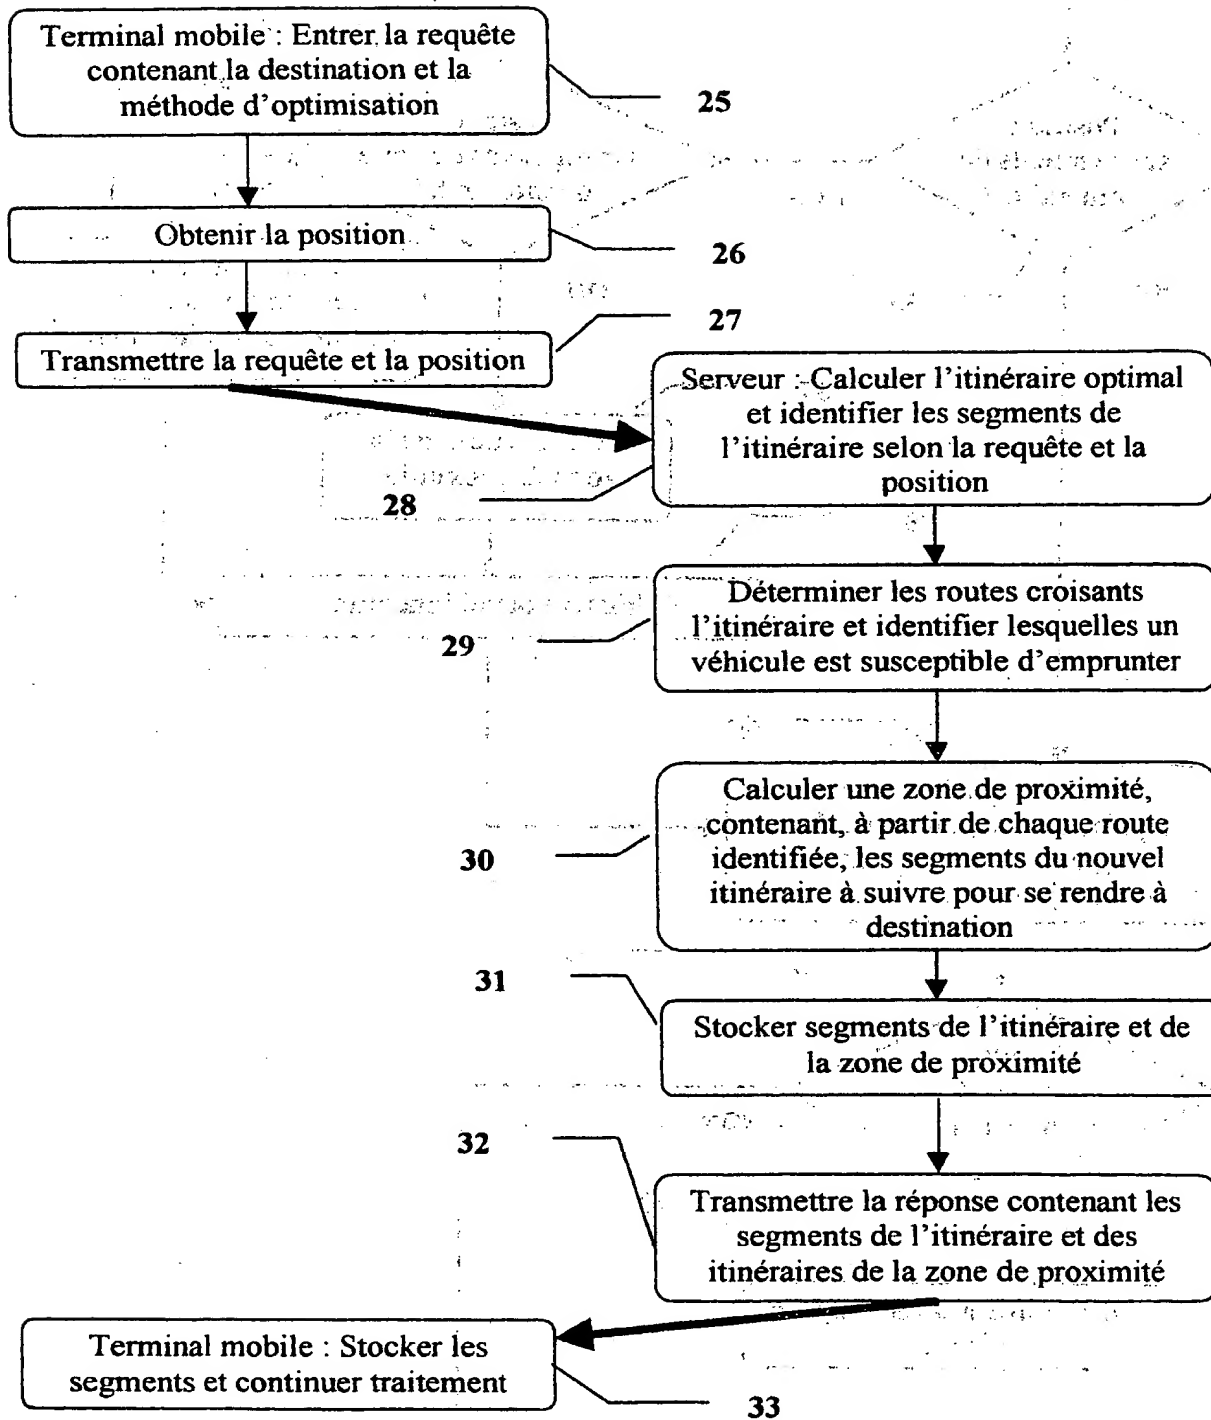 Terminal mobile : Entrer la requête
contenant la destination et la
méthode d'optimisation
25
Obtenir la position
26
27
Transmettre la requête et la position
Serveur : Calculer l'itinéraire optimal
et identifier les segments de
l'itinéraire selon la requête et la
position
28
Déterminer les routes croisants
l'itinéraire et identifier lesquelles un
véhicule est susceptible d'emprunter
29
Calculer une zone de proximité,
contenant, à partir de chaque route
identifiée, les segments du nouvel
itinéraire à suivre pour se rendre à
destination
30
31
Stocker segments de l'itinéraire et de
la zone de proximité
32
Transmettre la réponse contenant les
segments de l'itinéraire et des
itinéraires de la zone de proximité
Terminal mobile : Stocker les
segments et continuer traitement
33